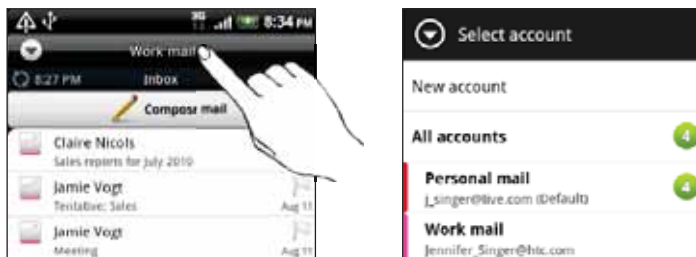 3G 8:34 PM
Work mail
8:27 PM Inbox
Compose mail
Claire Nicols
Sales reports for July 2010
Jamie Vogt
Tentative: Sales Aug 11
Jamie Vogt
Meeting Aug 11
Select account
New account
All accounts 4
Personal mail 4
j_singer@live.com (Default)
Work mail
Jennifer_Singer@htc.com